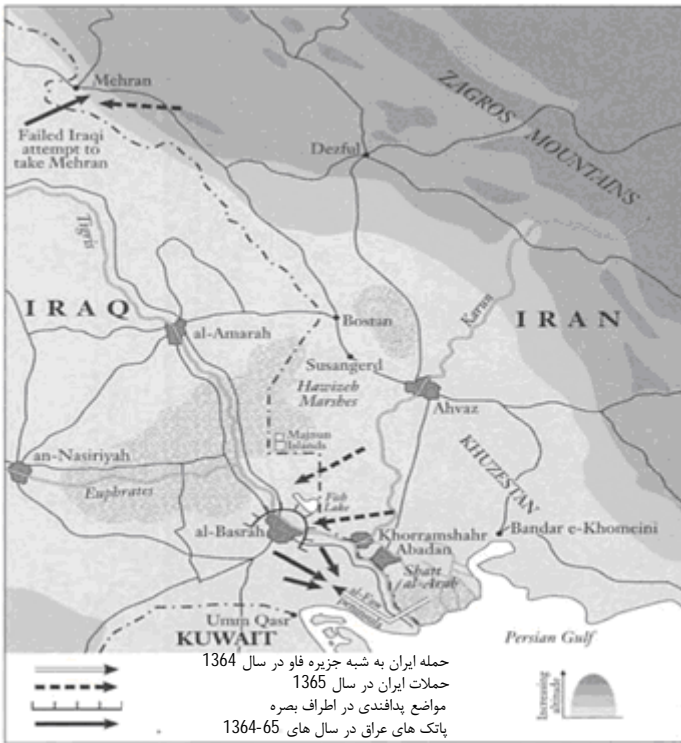 Mehran
Failed Iraqi
attempt to
take Mehran
ZAGROS MOUNTAINS
Dezful
Tigris
IRAQ
al-Amarah
Bostan
Karun
IRAN
Susangerd
Hawizeh
Marshes
Ahvaz
Majnun
Islands
an-Nasiriyah
Euphrates
KHUZESTAN
Fish
Lake
al-Basrah
Khorramshahr
Abadan
Bandar e-Khomeini
Shatt
al-Arab
al-Faw
peninsula
Umm Qasr
KUWAIT
Persian Gulf
حمله ایران به شبه جزیره فاو در سال 1364
حملات ایران در سال 1365
مواضع پدافندی در اطراف بصره
پاتک های عراق در سال های 65-1364
Increasing
altitude